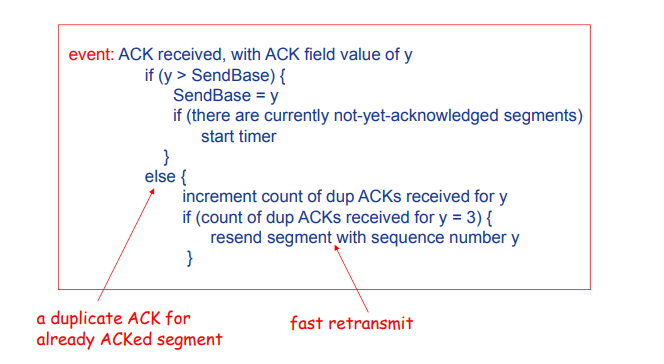 event: ACK received, with ACK field value of y
if (y > SendBase) {
SendBase = y
if (there are currently not-yet-acknowledged segments)
start timer
}
else {
increment count of dup ACKs received for y
if (count of dup ACKs received for y = 3) {
resend segment with sequence number y
}
a duplicate ACK for
already ACKed segment
fast retransmit